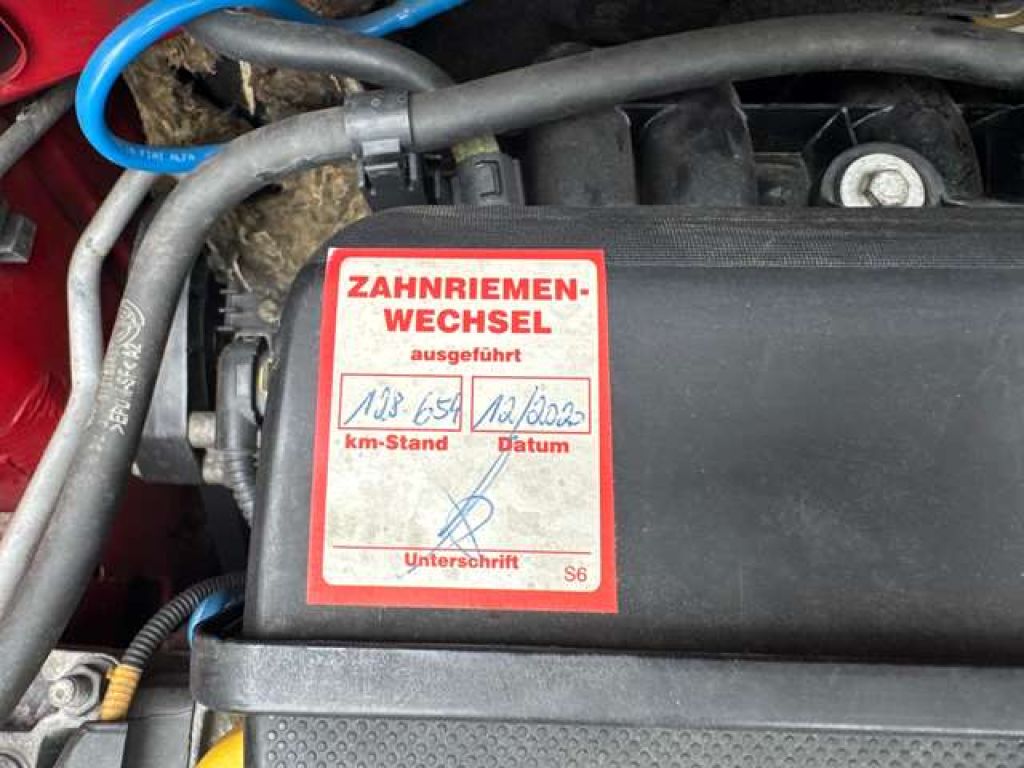 ZAHNRIEMEN-
WECHSEL
ausgeführt
128.654 12/2020
km-Stand Datum
Unterschrift
S6